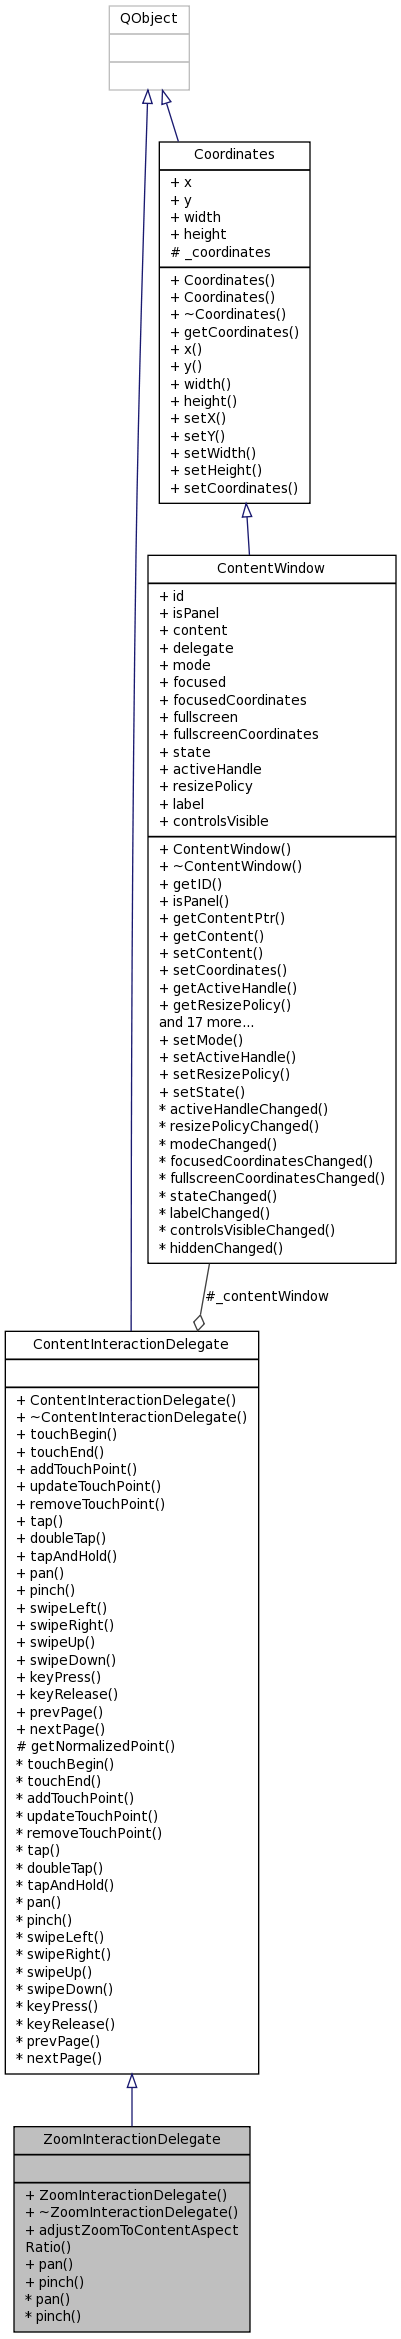 QObject
Coordinates
+ x
+ y
+ width
+ height
# _coordinates
+ Coordinates()
+ Coordinates()
+ ~Coordinates()
+ getCoordinates()
+ x()
+ y()
+ width()
+ height()
+ setX()
+ setY()
+ setWidth()
+ setHeight()
+ setCoordinates()
ContentWindow
+ id
+ isPanel
+ content
+ delegate
+ mode
+ focused
+ focusedCoordinates
+ fullscreen
+ fullscreenCoordinates
+ state
+ activeHandle
+ resizePolicy
+ label
+ controlsVisible
+ ContentWindow()
+ ~ContentWindow()
+ getID()
+ isPanel()
+ getContentPtr()
+ getContent()
+ setContent()
+ setCoordinates()
+ getActiveHandle()
+ getResizePolicy()
and 17 more...
+ setMode()
+ setActiveHandle()
+ setResizePolicy()
+ setState()
* activeHandleChanged()
* resizePolicyChanged()
* modeChanged()
* focusedCoordinatesChanged()
* fullscreenCoordinatesChanged()
* stateChanged()
* labelChanged()
* controlsVisibleChanged()
* hiddenChanged()
#_contentWindow
ContentInteractionDelegate
+ ContentInteractionDelegate()
+ ~ContentInteractionDelegate()
+ touchBegin()
+ touchEnd()
+ addTouchPoint()
+ updateTouchPoint()
+ removeTouchPoint()
+ tap()
+ doubleTap()
+ tapAndHold()
+ pan()
+ pinch()
+ swipeLeft()
+ swipeRight()
+ swipeUp()
+ swipeDown()
+ keyPress()
+ keyRelease()
+ prevPage()
+ nextPage()
# getNormalizedPoint()
* touchBegin()
* touchEnd()
* addTouchPoint()
* updateTouchPoint()
* removeTouchPoint()
* tap()
* doubleTap()
* tapAndHold()
* pan()
* pinch()
* swipeLeft()
* swipeRight()
* swipeUp()
* swipeDown()
* keyPress()
* keyRelease()
* prevPage()
* nextPage()
ZoomInteractionDelegate
+ ZoomInteractionDelegate()
+ ~ZoomInteractionDelegate()
+ adjustZoomToContentAspect
Ratio()
+ pan()
+ pinch()
* pan()
* pinch()